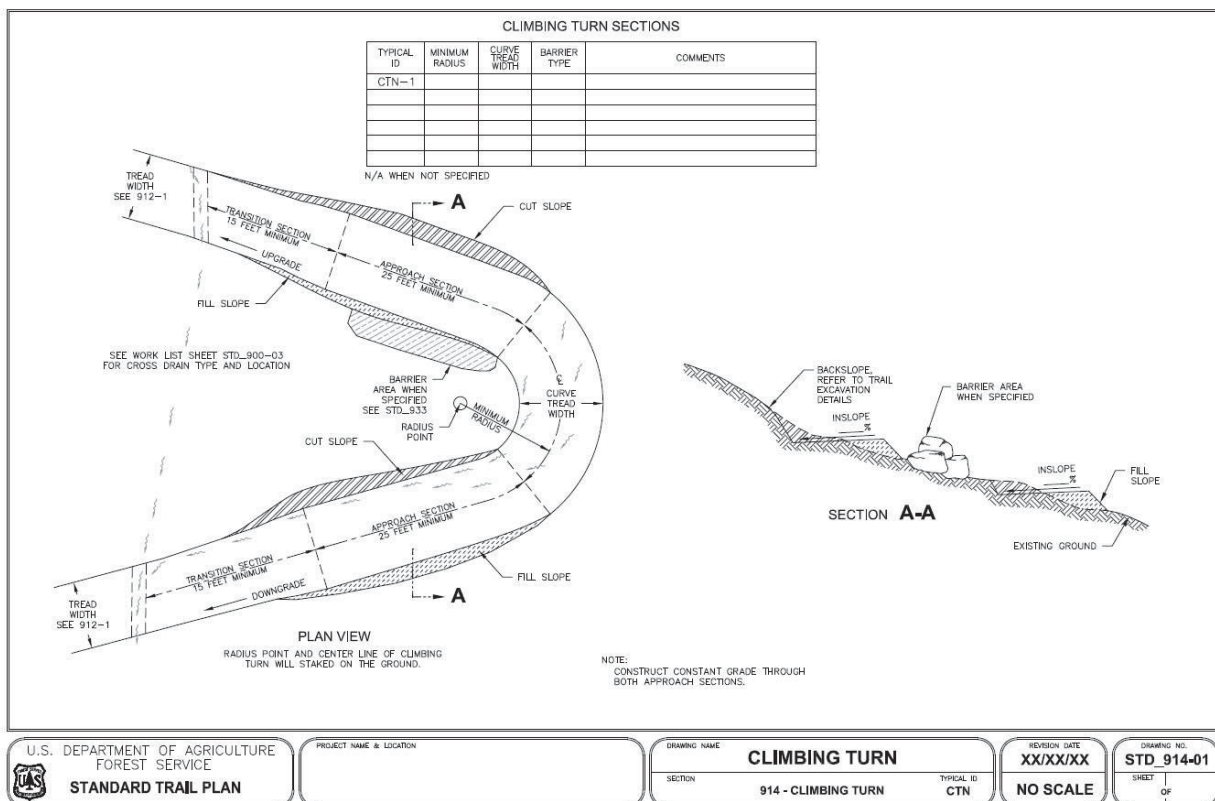 CLIMBING TURN SECTIONS
TYPICAL ID
MINIMUM RADIUS
CURVE TREAD WIDTH
BARRIER TYPE
COMMENTS
CTN-1
N/A WHEN NOT SPECIFIED
TREAD
WIDTH
SEE 912-1
A
CUT SLOPE
TRANSITION SECTION
15 FEET MINIMUM
UPGRADE
APPROACH SECTION
25 FEET MINIMUM
FILL SLOPE
SEE WORK LIST SHEET STD_900-03
FOR CROSS DRAIN TYPE AND LOCATION
BARRIER
AREA WHEN
SPECIFIED
SEE STD_933
RADIUS
POINT
MINIMUM
RADIUS
℄
CURVE
TREAD
WIDTH
CUT SLOPE
APPROACH SECTION
25 FEET MINIMUM
TRANSITION SECTION
15 FEET MINIMUM
DOWNGRADE
FILL SLOPE
A
TREAD
WIDTH
SEE 912-1
PLAN VIEW
RADIUS POINT AND CENTER LINE OF CLIMBING
TURN WILL STAKED ON THE GROUND.
BACKSLOPE,
REFER TO TRAIL
EXCAVATION
DETAILS
BARRIER AREA
WHEN SPECIFIED
INSLOPE
%
INSLOPE
%
FILL
SLOPE
SECTION A-A
EXISTING GROUND
NOTE:
CONSTRUCT CONSTANT GRADE THROUGH
BOTH APPROACH SECTIONS.
U.S. DEPARTMENT OF AGRICULTURE
FOREST SERVICE
STANDARD TRAIL PLAN
PROJECT NAME & LOCATION
DRAWING NAME
CLIMBING TURN
SECTION
914 - CLIMBING TURN
TYPICAL ID
CTN
REVISION DATE
XX/XX/XX
NO SCALE
DRAWING NO.
STD_914-01
SHEET
OF